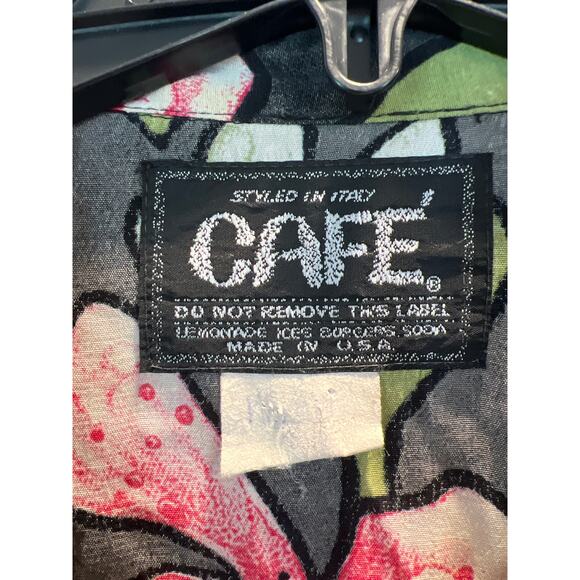 STYLED IN ITALY
CAFÉ®
DO NOT REMOVE THIS LABEL
LEMONADE ICES BURGERS SODA
MADE IN U.S.A